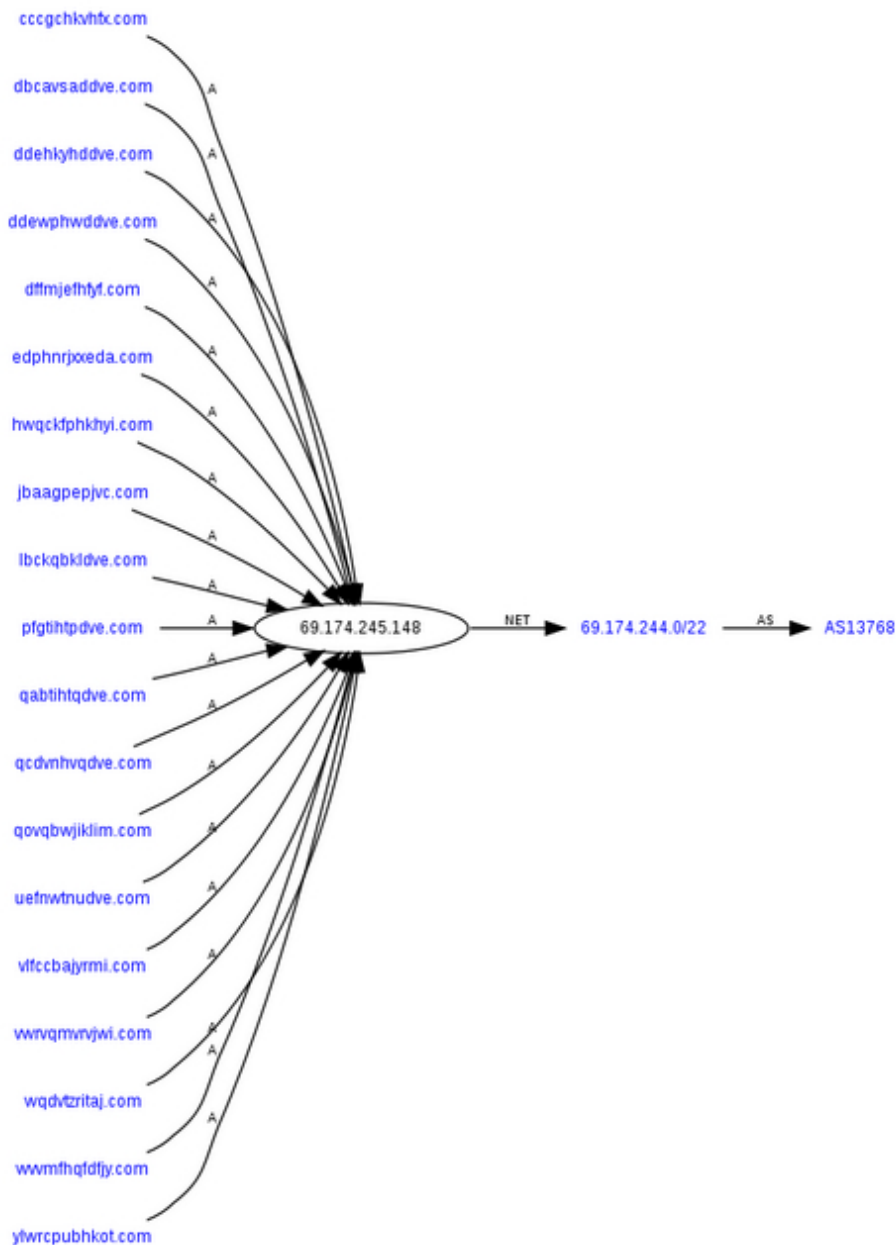 cccgchkvhfx.com
A
dbcavsaddve.com
A
ddehkyhddve.com
A
ddewphwddve.com
A
dffmjefhfyf.com
A
edphnrjxxeda.com
A
hwqckfphkhyi.com
A
jbaagpepjvc.com
A
lbckqbkldve.com
A
pfgtihtpdve.com
A
69.174.245.148
NET
69.174.244.0/22
AS
AS13768
qabtihtqdve.com
A
qcdvnhvqdve.com
A
qovqbwjiklim.com
A
uefnwtnudve.com
A
vlfccbajyrmi.com
A
vwrvqmvrvjwi.com
A
wqdvtzritaj.com
A
wvvmfhqfdfjy.com
A
ylwrcpubhkot.com
A